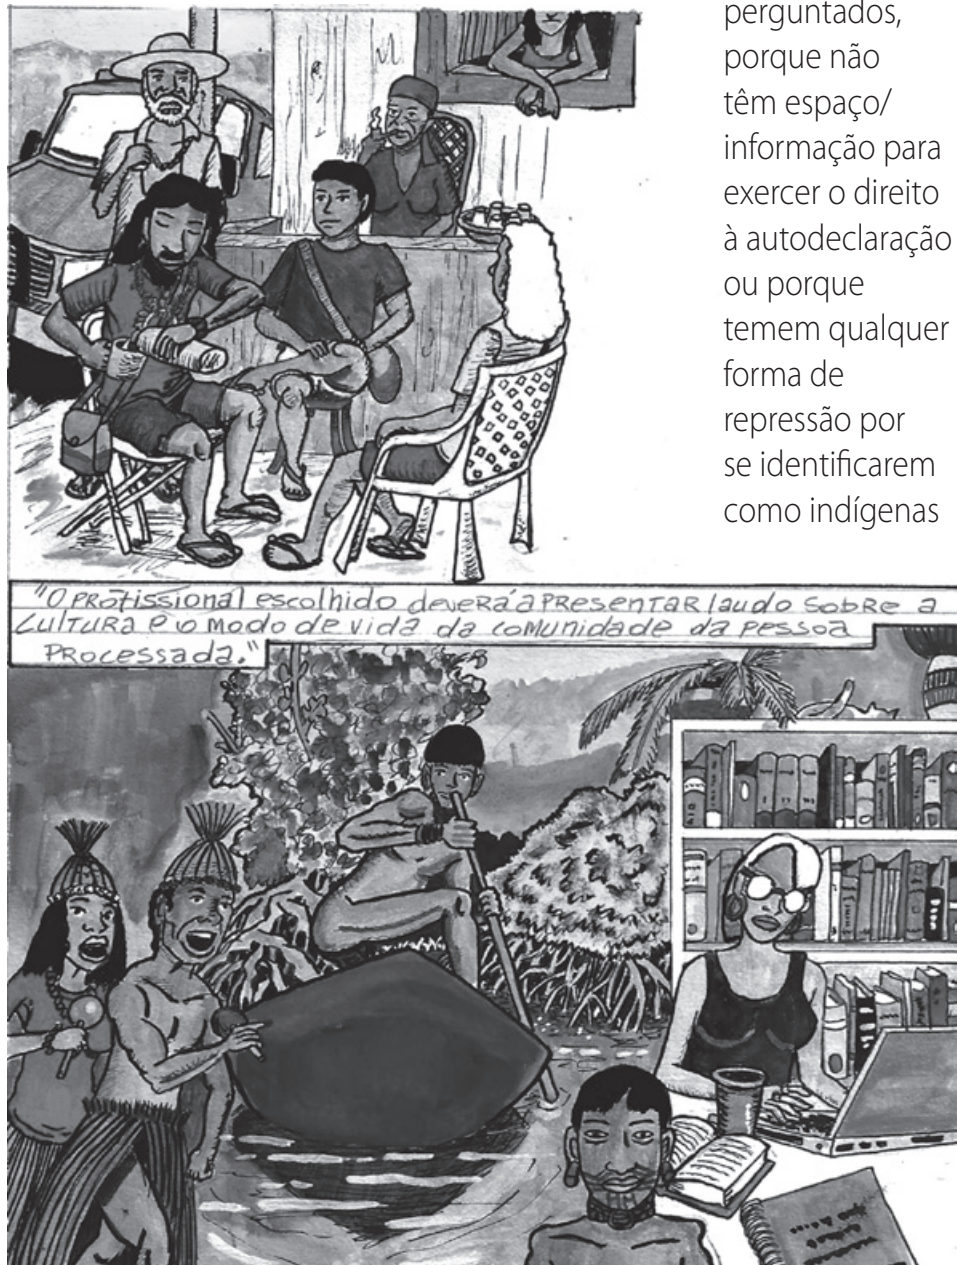 perguntados,
porque não
têm espaço/
informação para
exercer o direito
à autodeclaração
ou porque
temem qualquer
forma de
repressão por
se identificarem
como indígenas
"O PROfissional escolhido deveRá aPResenTAR laudo sobRe a
CulTuRA e o modo de vida da comunidade da pessoa
PROcessada."